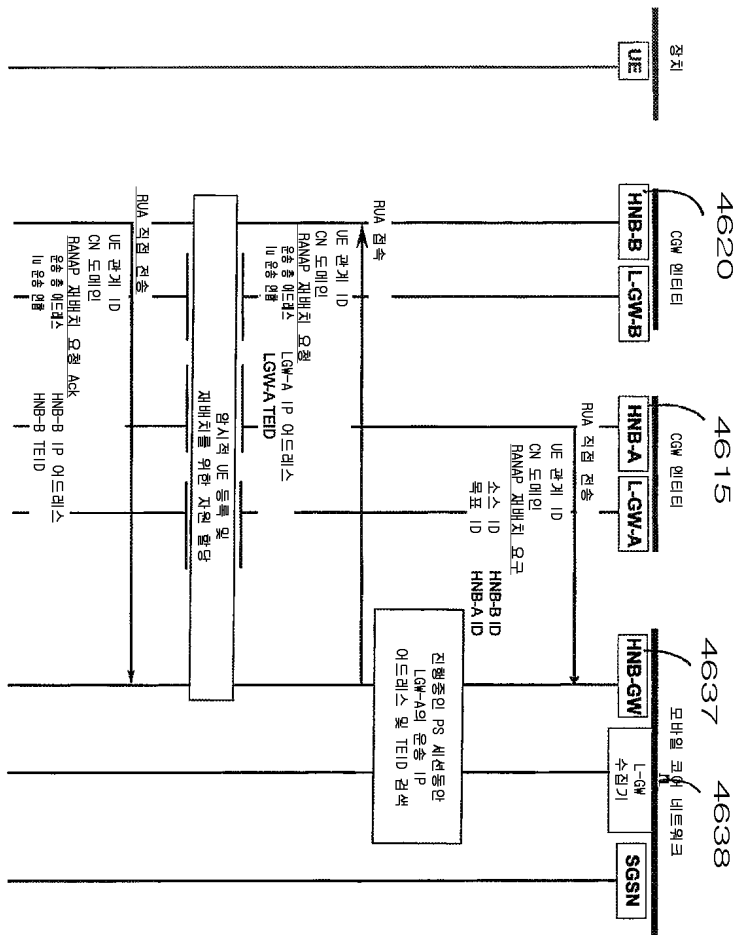 4620
4615
4637
4638
장치
CGW 엔티티
CGW 엔티티
모바일 코어 네트워크
UE
HNB-B
L-GW-B
HNB-A
L-GW-A
HNB-GW
L-GW
수집기
SGSN
RUA 직접 전송
UE 관계 ID
CN 도메인
RANAP 재배치 요구
소스 ID HNB-B ID
목표 ID HNB-A ID
진행중인 PS 세션동안
LGW-A의 운송 IP
어드레스 및 TEID 검색
RUA 접속
UE 관계 ID
CN 도메인
RANAP 재배치 요청
운송 층 어드레스 LGW-A IP 어드레스
Iu 운송 연합 LGW-A TEID
암시적 UE 등록 및
재배치를 위한 자원 할당
RUA 직접 전송
UE 관계 ID
CN 도메인
RANAP 재배치 요청 Ack
운송 층 어드레스 HNB-B IP 어드레스
Iu 운송 연합 HNB-B TEID